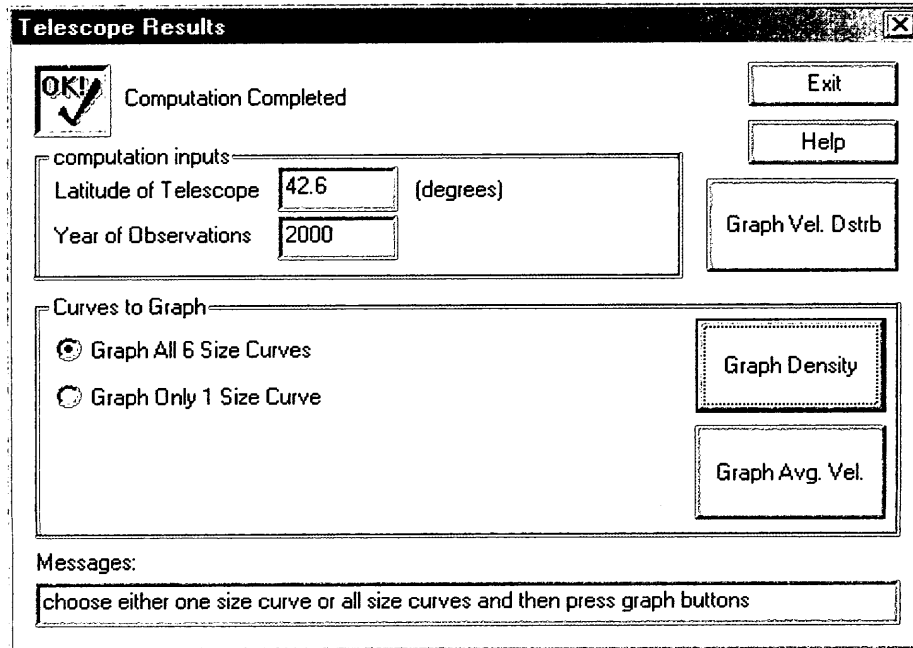 Telescope Results
OK!
Computation Completed
Exit
Help
computation inputs
Latitude of Telescope 42.6 (degrees)
Year of Observations 2000
Graph Vel. Dstrb
Curves to Graph
Graph All 6 Size Curves
Graph Only 1 Size Curve
Graph Density
Graph Avg. Vel.
Messages:
choose either one size curve or all size curves and then press graph buttons